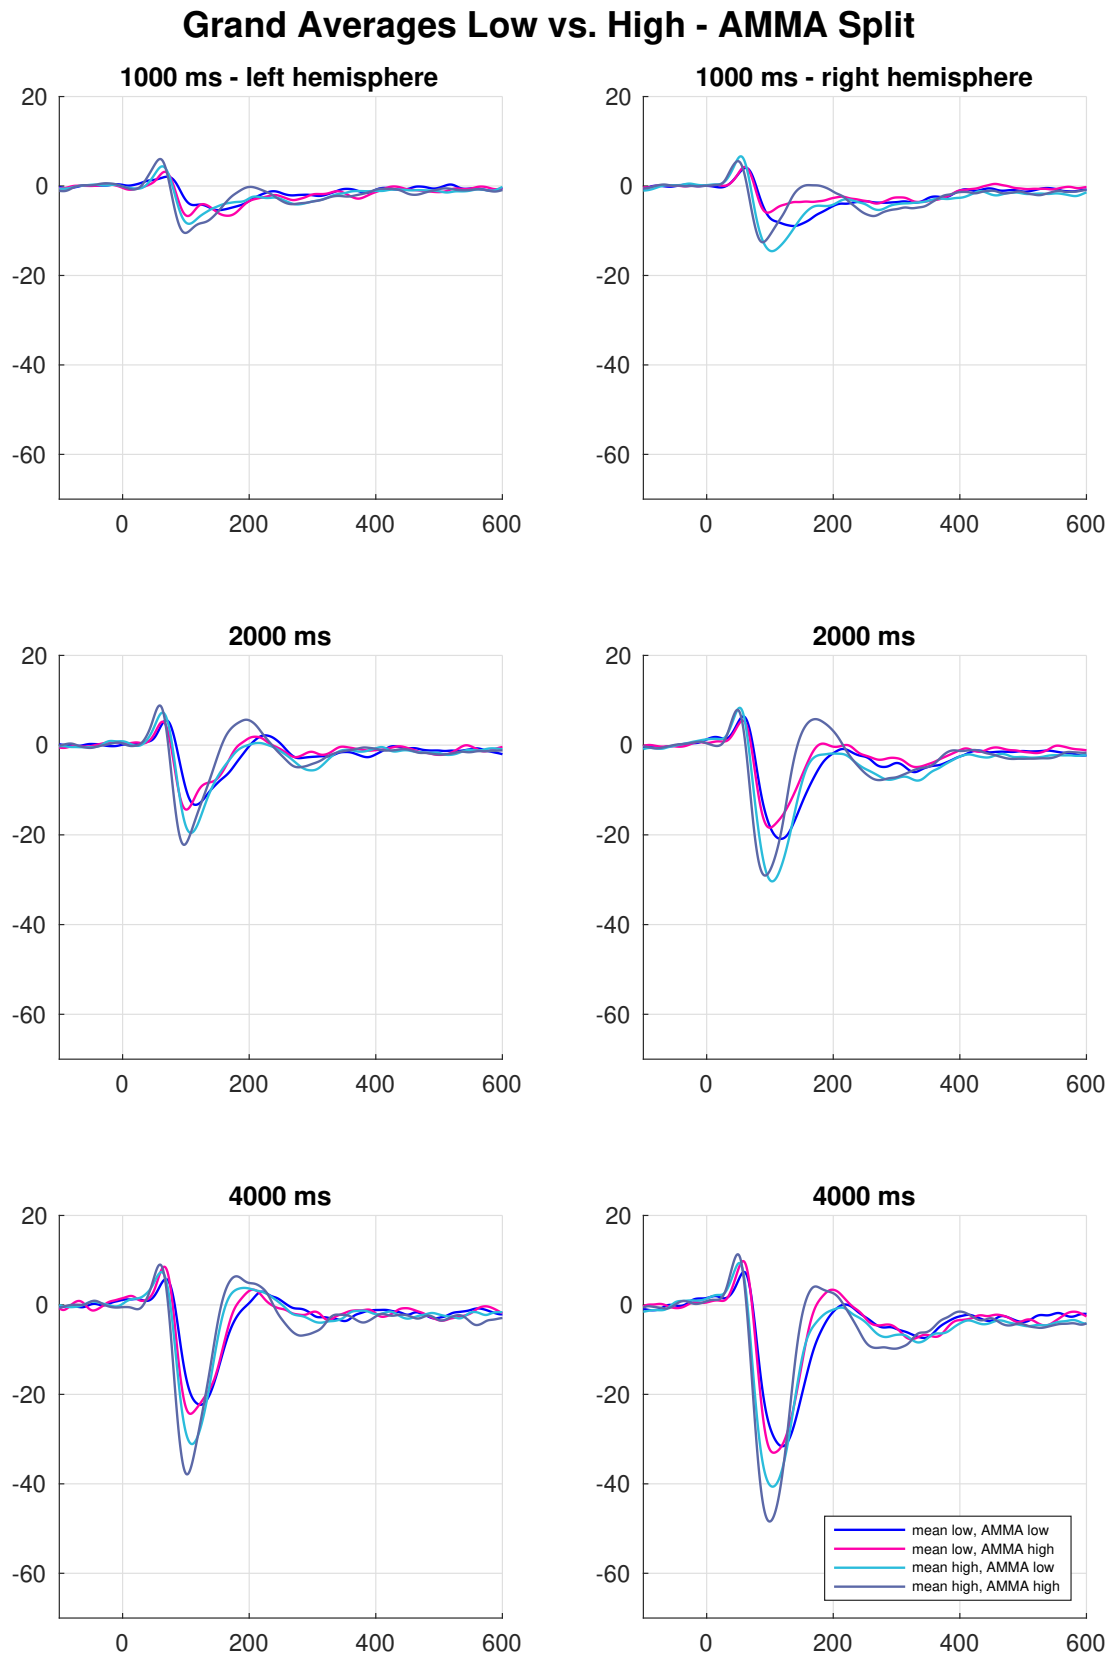 Grand Averages Low vs. High - AMMA Split
1000 ms - left hemisphere
1000 ms - right hemisphere
20
0
-20
-40
-60
0 200 400 600
20
0
-20
-40
-60
0 200 400 600
2000 ms
2000 ms
20
0
-20
-40
-60
0 200 400 600
20
0
-20
-40
-60
0 200 400 600
4000 ms
4000 ms
20
0
-20
-40
-60
0 200 400 600
20
0
-20
-40
-60
0 200 400 600
mean low, AMMA low
mean low, AMMA high
mean high, AMMA low
mean high, AMMA high